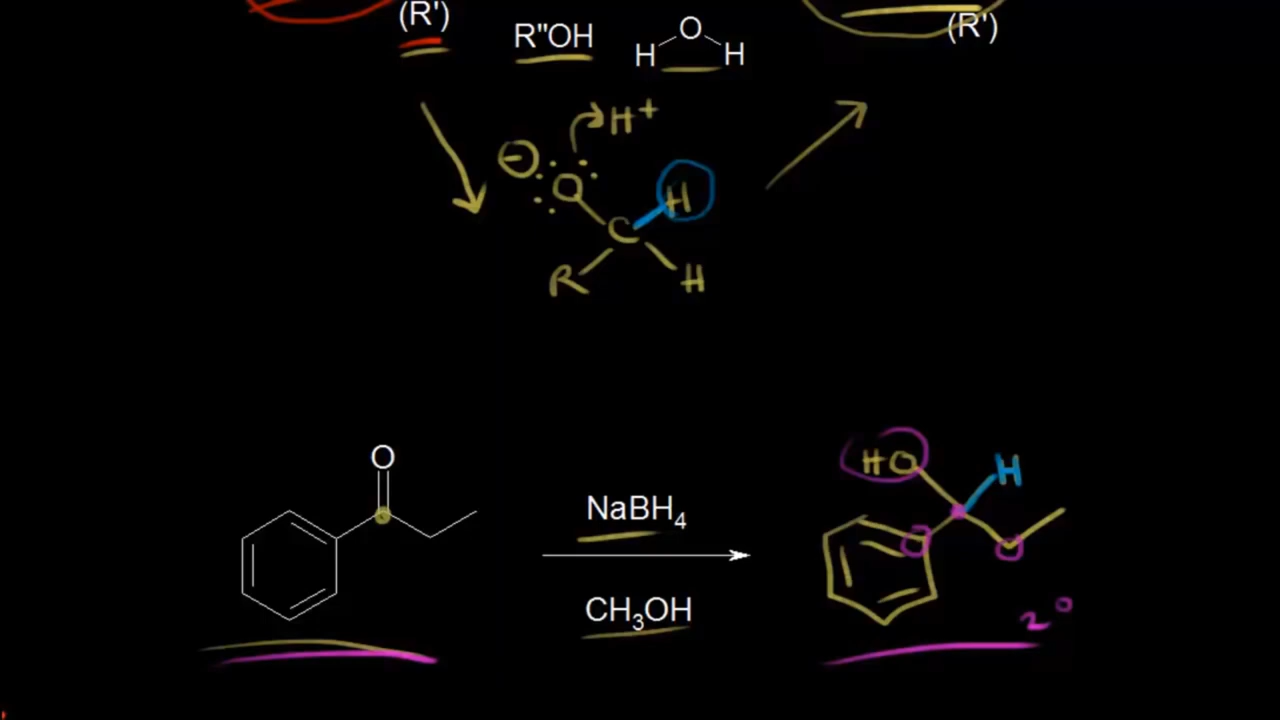 (R') (R')
R"OH H O H
⊖ O H+
H
C
R H
O HO H
NaBH₄
CH₃OH
2°